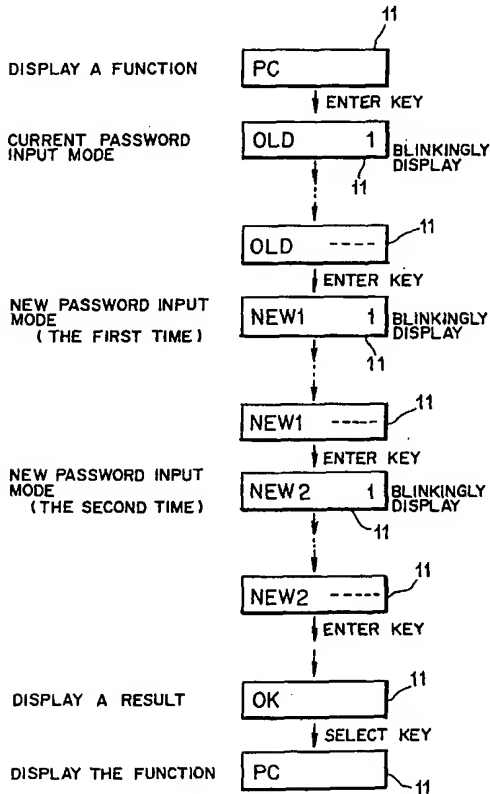 11
DISPLAY A FUNCTION PC
ENTER KEY
CURRENT PASSWORD
INPUT MODE
OLD 1 BLINKINGLY
DISPLAY
11
11
OLD -----
ENTER KEY
NEW PASSWORD INPUT
MODE
(THE FIRST TIME)
NEW1 1 BLINKINGLY
DISPLAY
11
11
NEW1 -----
ENTER KEY
NEW PASSWORD INPUT
MODE
(THE SECOND TIME)
NEW2 1 BLINKINGLY
DISPLAY
11
11
NEW2 -----
ENTER KEY
11
DISPLAY A RESULT OK
SELECT KEY
DISPLAY THE FUNCTION PC
11